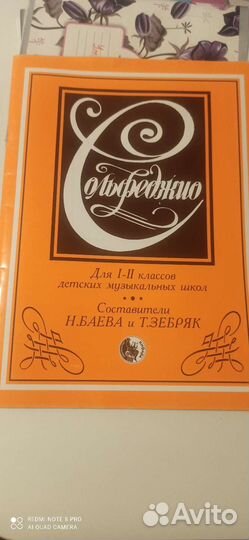 Сольфеджио
Для I-II классов
детских музыкальных школ
Составители
Н.БАЕВА и Т.ЗЕБРЯК
REDMI NOTE 8 PRO
AI QUAD CAMERA
Avito